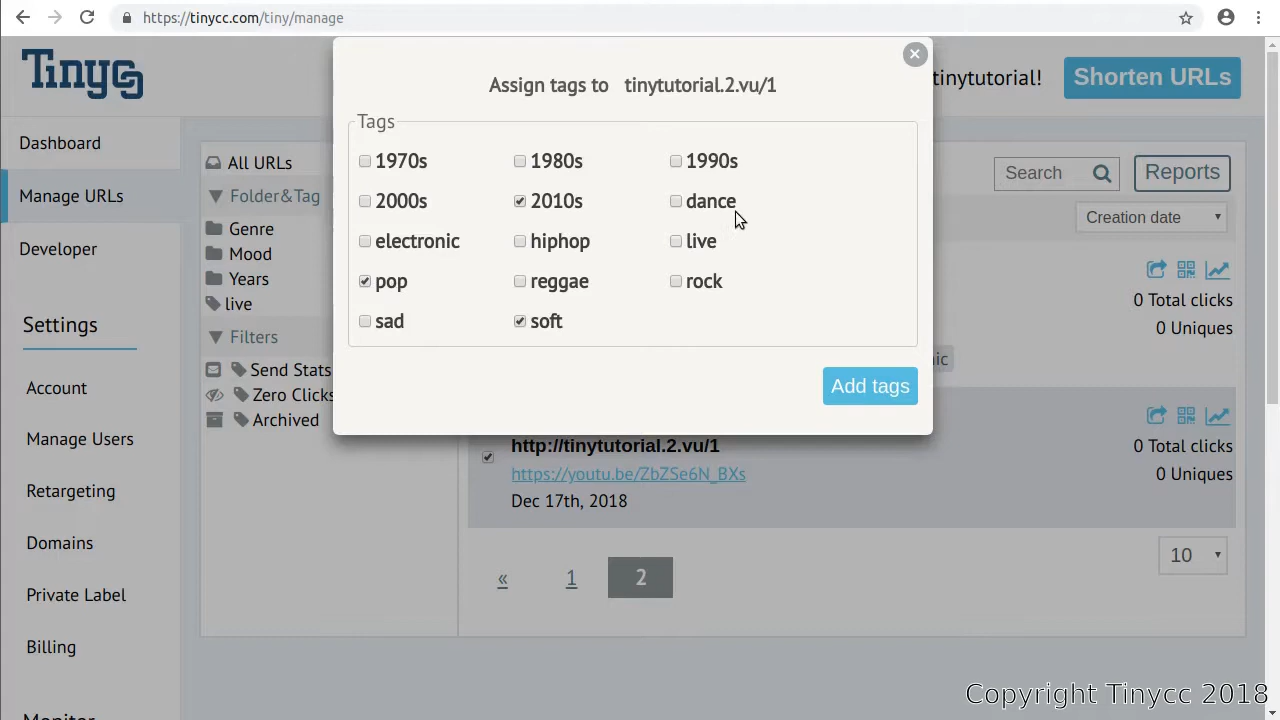 https://tinycc.com/tiny/manage
Tinycc
tinytutorial!
Shorten URLs
Dashboard
Manage URLs
Developer
Settings
Account
Manage Users
Retargeting
Domains
Private Label
Billing
Monitor
All URLs
Folder&Tag
Genre
Mood
Years
live
Filters
Send Stats
Zero Clicks
Archived
Assign tags to tinytutorial.2.vu/1
Tags
1970s 1980s 1990s
2000s 2010s dance
electronic hiphop live
pop reggae rock
sad soft
Add tags
Search
Reports
Creation date
0 Total clicks
0 Uniques
nic
http://tinytutorial.2.vu/1
https://youtu.be/ZbZSe6N_BXs
Dec 17th, 2018
0 Total clicks
0 Uniques
10
« 1 2
Copyright Tinycc 2018